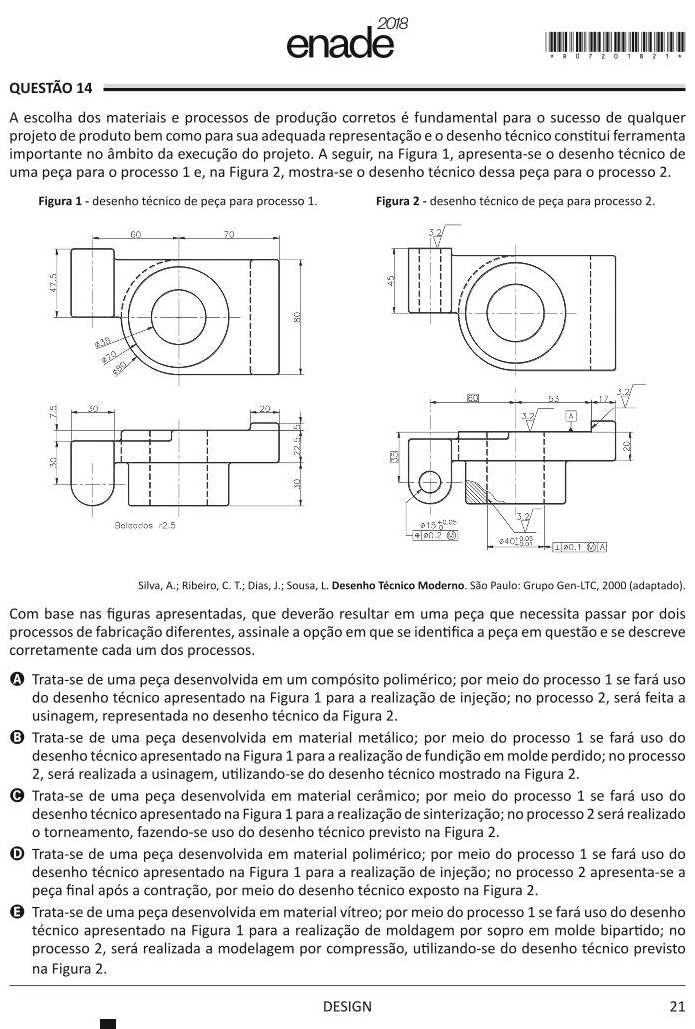 enade
2018
* R 0 7 2 0 1 8 2 1 *
QUESTÃO 14
A escolha dos materiais e processos de produção corretos é fundamental para o sucesso de qualquer
projeto de produto bem como para sua adequada representação e o desenho técnico constitui ferramenta
importante no âmbito da execução do projeto. A seguir, na Figura 1, apresenta-se o desenho técnico de
uma peça para o processo 1 e, na Figura 2, mostra-se o desenho técnico dessa peça para o processo 2.
Figura 1 - desenho técnico de peça para processo 1.
60
70
47.5
80
ø38
ø70
ø80
7.5
30
20
5
22.5
30
30
Boleados r2.5
Figura 2 - desenho técnico de peça para processo 2.
3.2
45
60
53
17
3.2
3.2
A
35
20
ø15 +0.05 0
⌖ ø0.2 Ⓜ
3.2
ø40 +0.05 +0.01
⊥ ø0.1 Ⓜ A
Silva, A.; Ribeiro, C. T.; Dias, J.; Sousa, L. Desenho Técnico Moderno. São Paulo: Grupo Gen-LTC, 2000 (adaptado).
Com base nas figuras apresentadas, que deverão resultar em uma peça que necessita passar por dois
processos de fabricação diferentes, assinale a opção em que se identifica a peça em questão e se descreve
corretamente cada um dos processos.
A Trata-se de uma peça desenvolvida em um compósito polimérico; por meio do processo 1 se fará uso
do desenho técnico apresentado na Figura 1 para a realização de injeção; no processo 2, será feita a
usinagem, representada no desenho técnico da Figura 2.
B Trata-se de uma peça desenvolvida em material metálico; por meio do processo 1 se fará uso do
desenho técnico apresentado na Figura 1 para a realização de fundição em molde perdido; no processo
2, será realizada a usinagem, utilizando-se do desenho técnico mostrado na Figura 2.
C Trata-se de uma peça desenvolvida em material cerâmico; por meio do processo 1 se fará uso do
desenho técnico apresentado na Figura 1 para a realização de sinterização; no processo 2 será realizado
o torneamento, fazendo-se uso do desenho técnico previsto na Figura 2.
D Trata-se de uma peça desenvolvida em material polimérico; por meio do processo 1 se fará uso do
desenho técnico apresentado na Figura 1 para a realização de injeção; no processo 2 apresenta-se a
peça final após a contração, por meio do desenho técnico exposto na Figura 2.
E Trata-se de uma peça desenvolvida em material vítreo; por meio do processo 1 se fará uso do desenho
técnico apresentado na Figura 1 para a realização de moldagem por sopro em molde bipartido; no
processo 2, será realizada a modelagem por compressão, utilizando-se do desenho técnico previsto
na Figura 2.
DESIGN
21